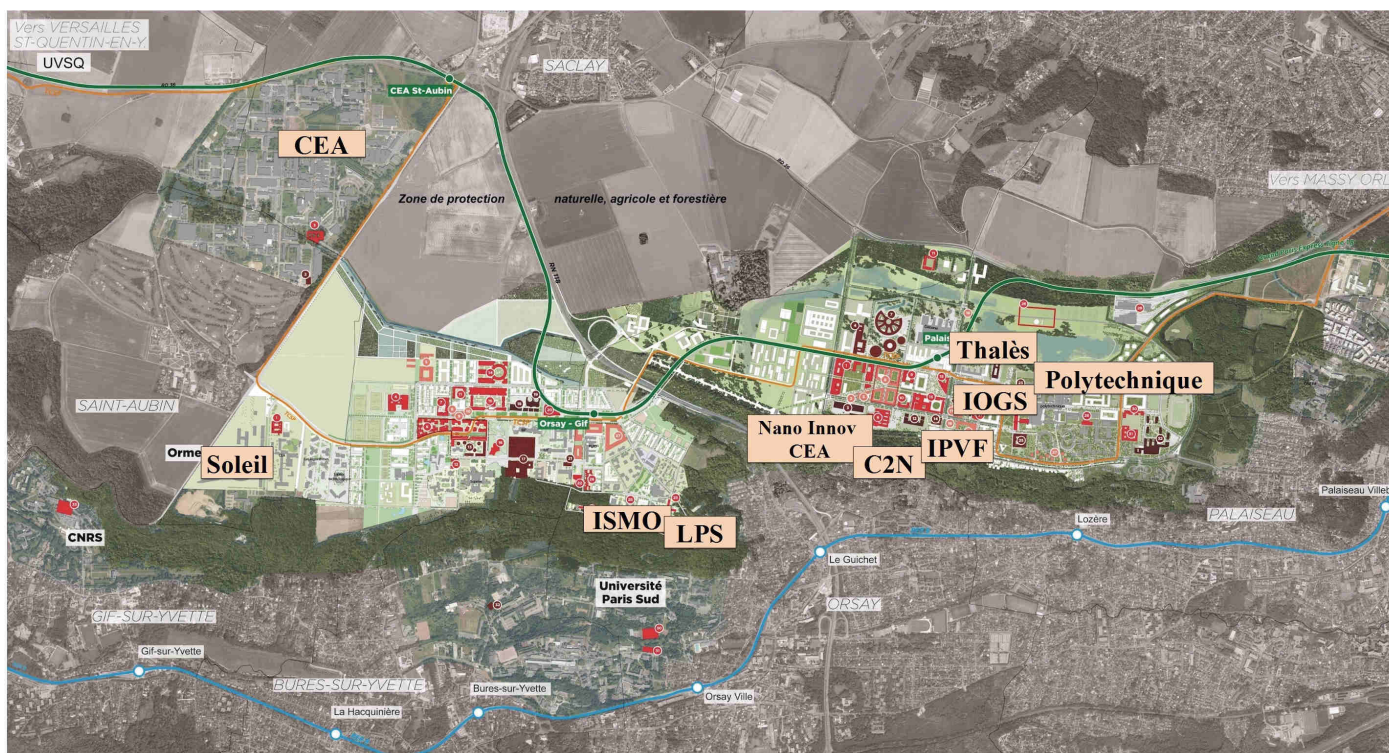 Vers VERSAILLES
ST-QUENTIN-EN-Y
UVSQ
SACLAY
CEA St-Aubin
CEA
Zone de protection
naturelle, agricole et forestière
Vers MASSY ORL
RN 118
Palais
Thalès
Polytechnique
IOGS
SAINT-AUBIN
Orsay - Gif
Orme
Soleil
Nano Innov
CEA
C2N
IPVF
ISMO
LPS
CNRS
Palaiseau Villeb
PALAISEAU
Lozère
Le Guichet
Université
Paris Sud
ORSAY
GIF-SUR-YVETTE
Gif-sur-Yvette
BURES-SUR-YVETTE
Bures-sur-Yvette
Orsay Ville
La Hacquinière